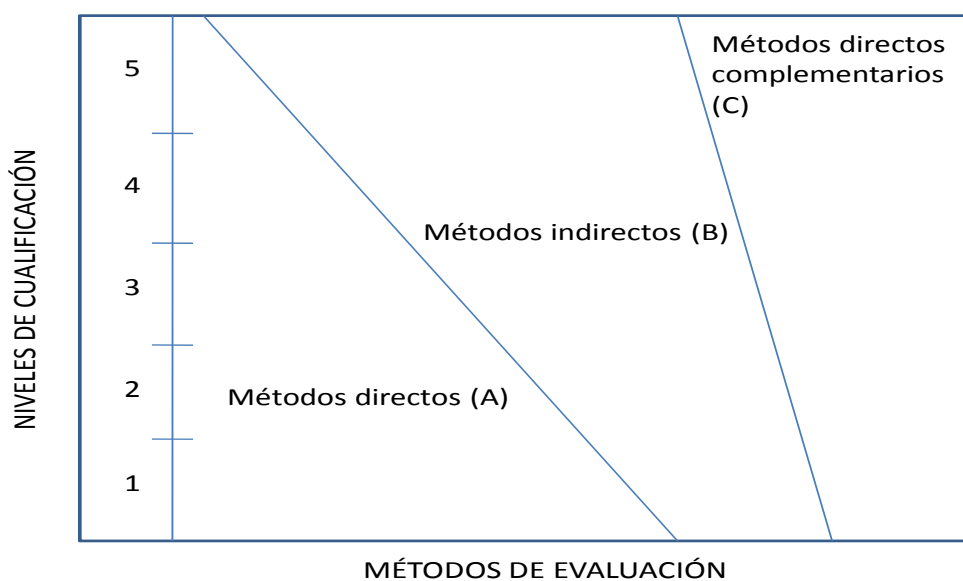 Métodos directos
complementarios
(C)
5
4
Métodos indirectos (B)
3
2
Métodos directos (A)
1
NIVELES DE CUALIFICACIÓN
MÉTODOS DE EVALUACIÓN